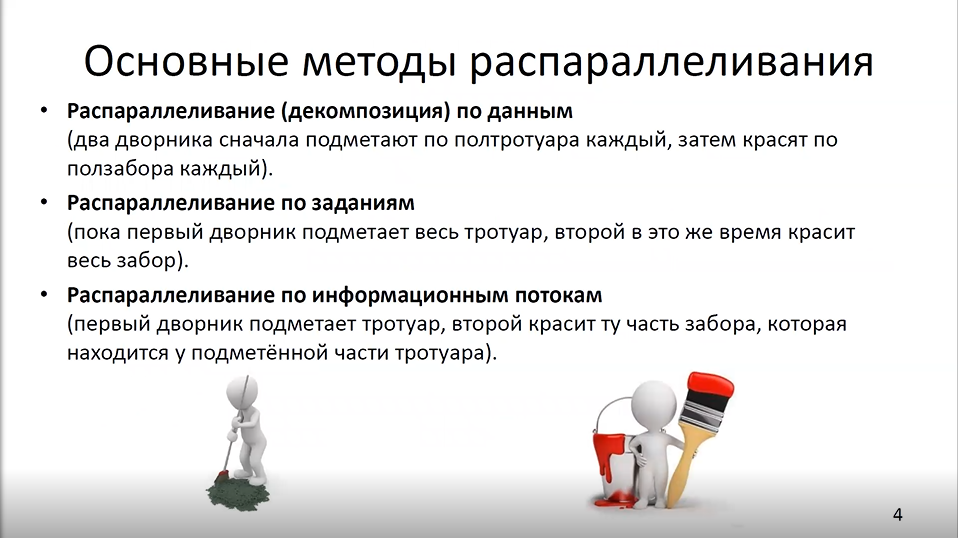 Основные методы распараллеливания
• Распараллеливание (декомпозиция) по данным
(два дворника сначала подметают по полтротуара каждый, затем красят по
ползабора каждый).
• Распараллеливание по заданиям
(пока первый дворник подметает весь тротуар, второй в это же время красит
весь забор).
• Распараллеливание по информационным потокам
(первый дворник подметает тротуар, второй красит ту часть забора, которая
находится у подметённой части тротуара).
4